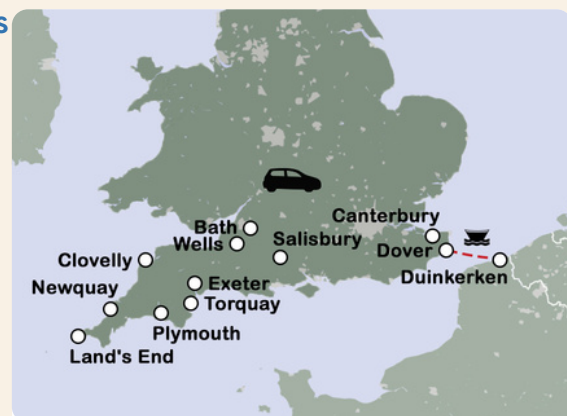 s
Canterbury
Bath
Wells
Salisbury
Dover
Clovelly
Duinkerken
Exeter
Newquay
Torquay
Plymouth
Land's End